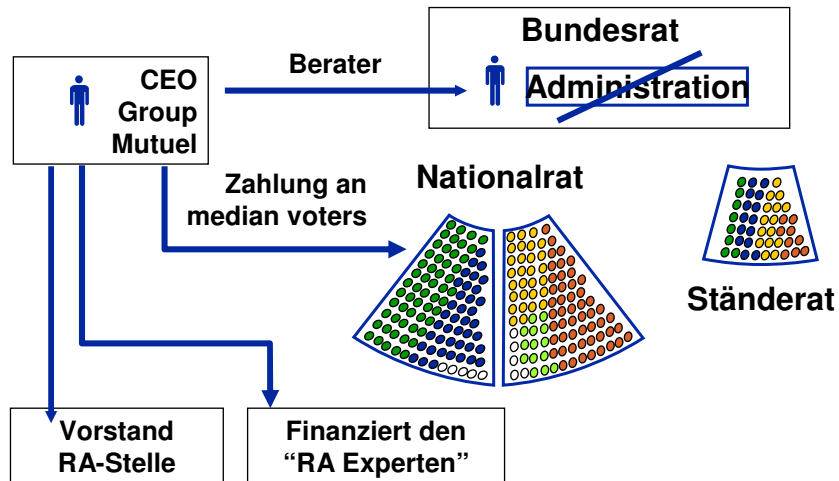 Bundesrat
Administration
Berater
CEO
Group
Mutuel
Zahlung an
median voters
Nationalrat
Ständerat
Vorstand
RA-Stelle
Finanziert den
“RA Experten”